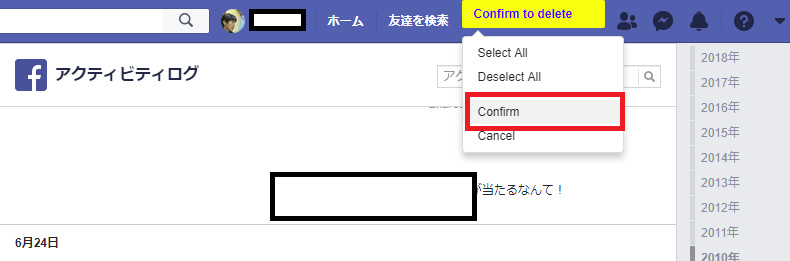 ホーム
友達を検索
Confirm to delete
Select All
Deselect All
Confirm
Cancel
アクティビティログ
ア
が当たるなんて！
6月24日
2018年
2017年
2016年
2015年
2014年
2013年
2012年
2011年
2010年